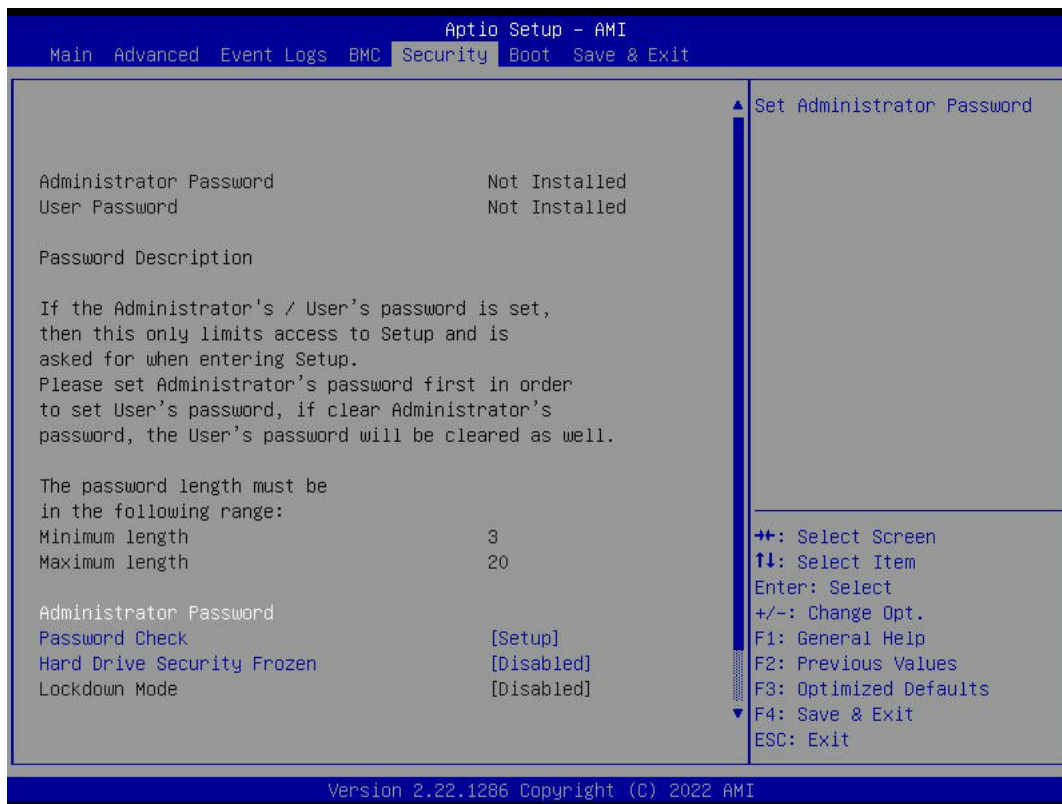 Aptio Setup – AMI
Main Advanced Event Logs BMC Security Boot Save & Exit
Set Administrator Password
Administrator Password Not Installed
User Password Not Installed
Password Description
If the Administrator's / User's password is set,
then this only limits access to Setup and is
asked for when entering Setup.
Please set Administrator's password first in order
to set User's password, if clear Administrator's
password, the User's password will be cleared as well.
The password length must be
in the following range:
Minimum length 3
Maximum length 20
Administrator Password
Password Check [Setup]
Hard Drive Security Frozen [Disabled]
Lockdown Mode [Disabled]
→←: Select Screen
↑↓: Select Item
Enter: Select
+/-: Change Opt.
F1: General Help
F2: Previous Values
F3: Optimized Defaults
F4: Save & Exit
ESC: Exit
Version 2.22.1286 Copyright (C) 2022 AMI